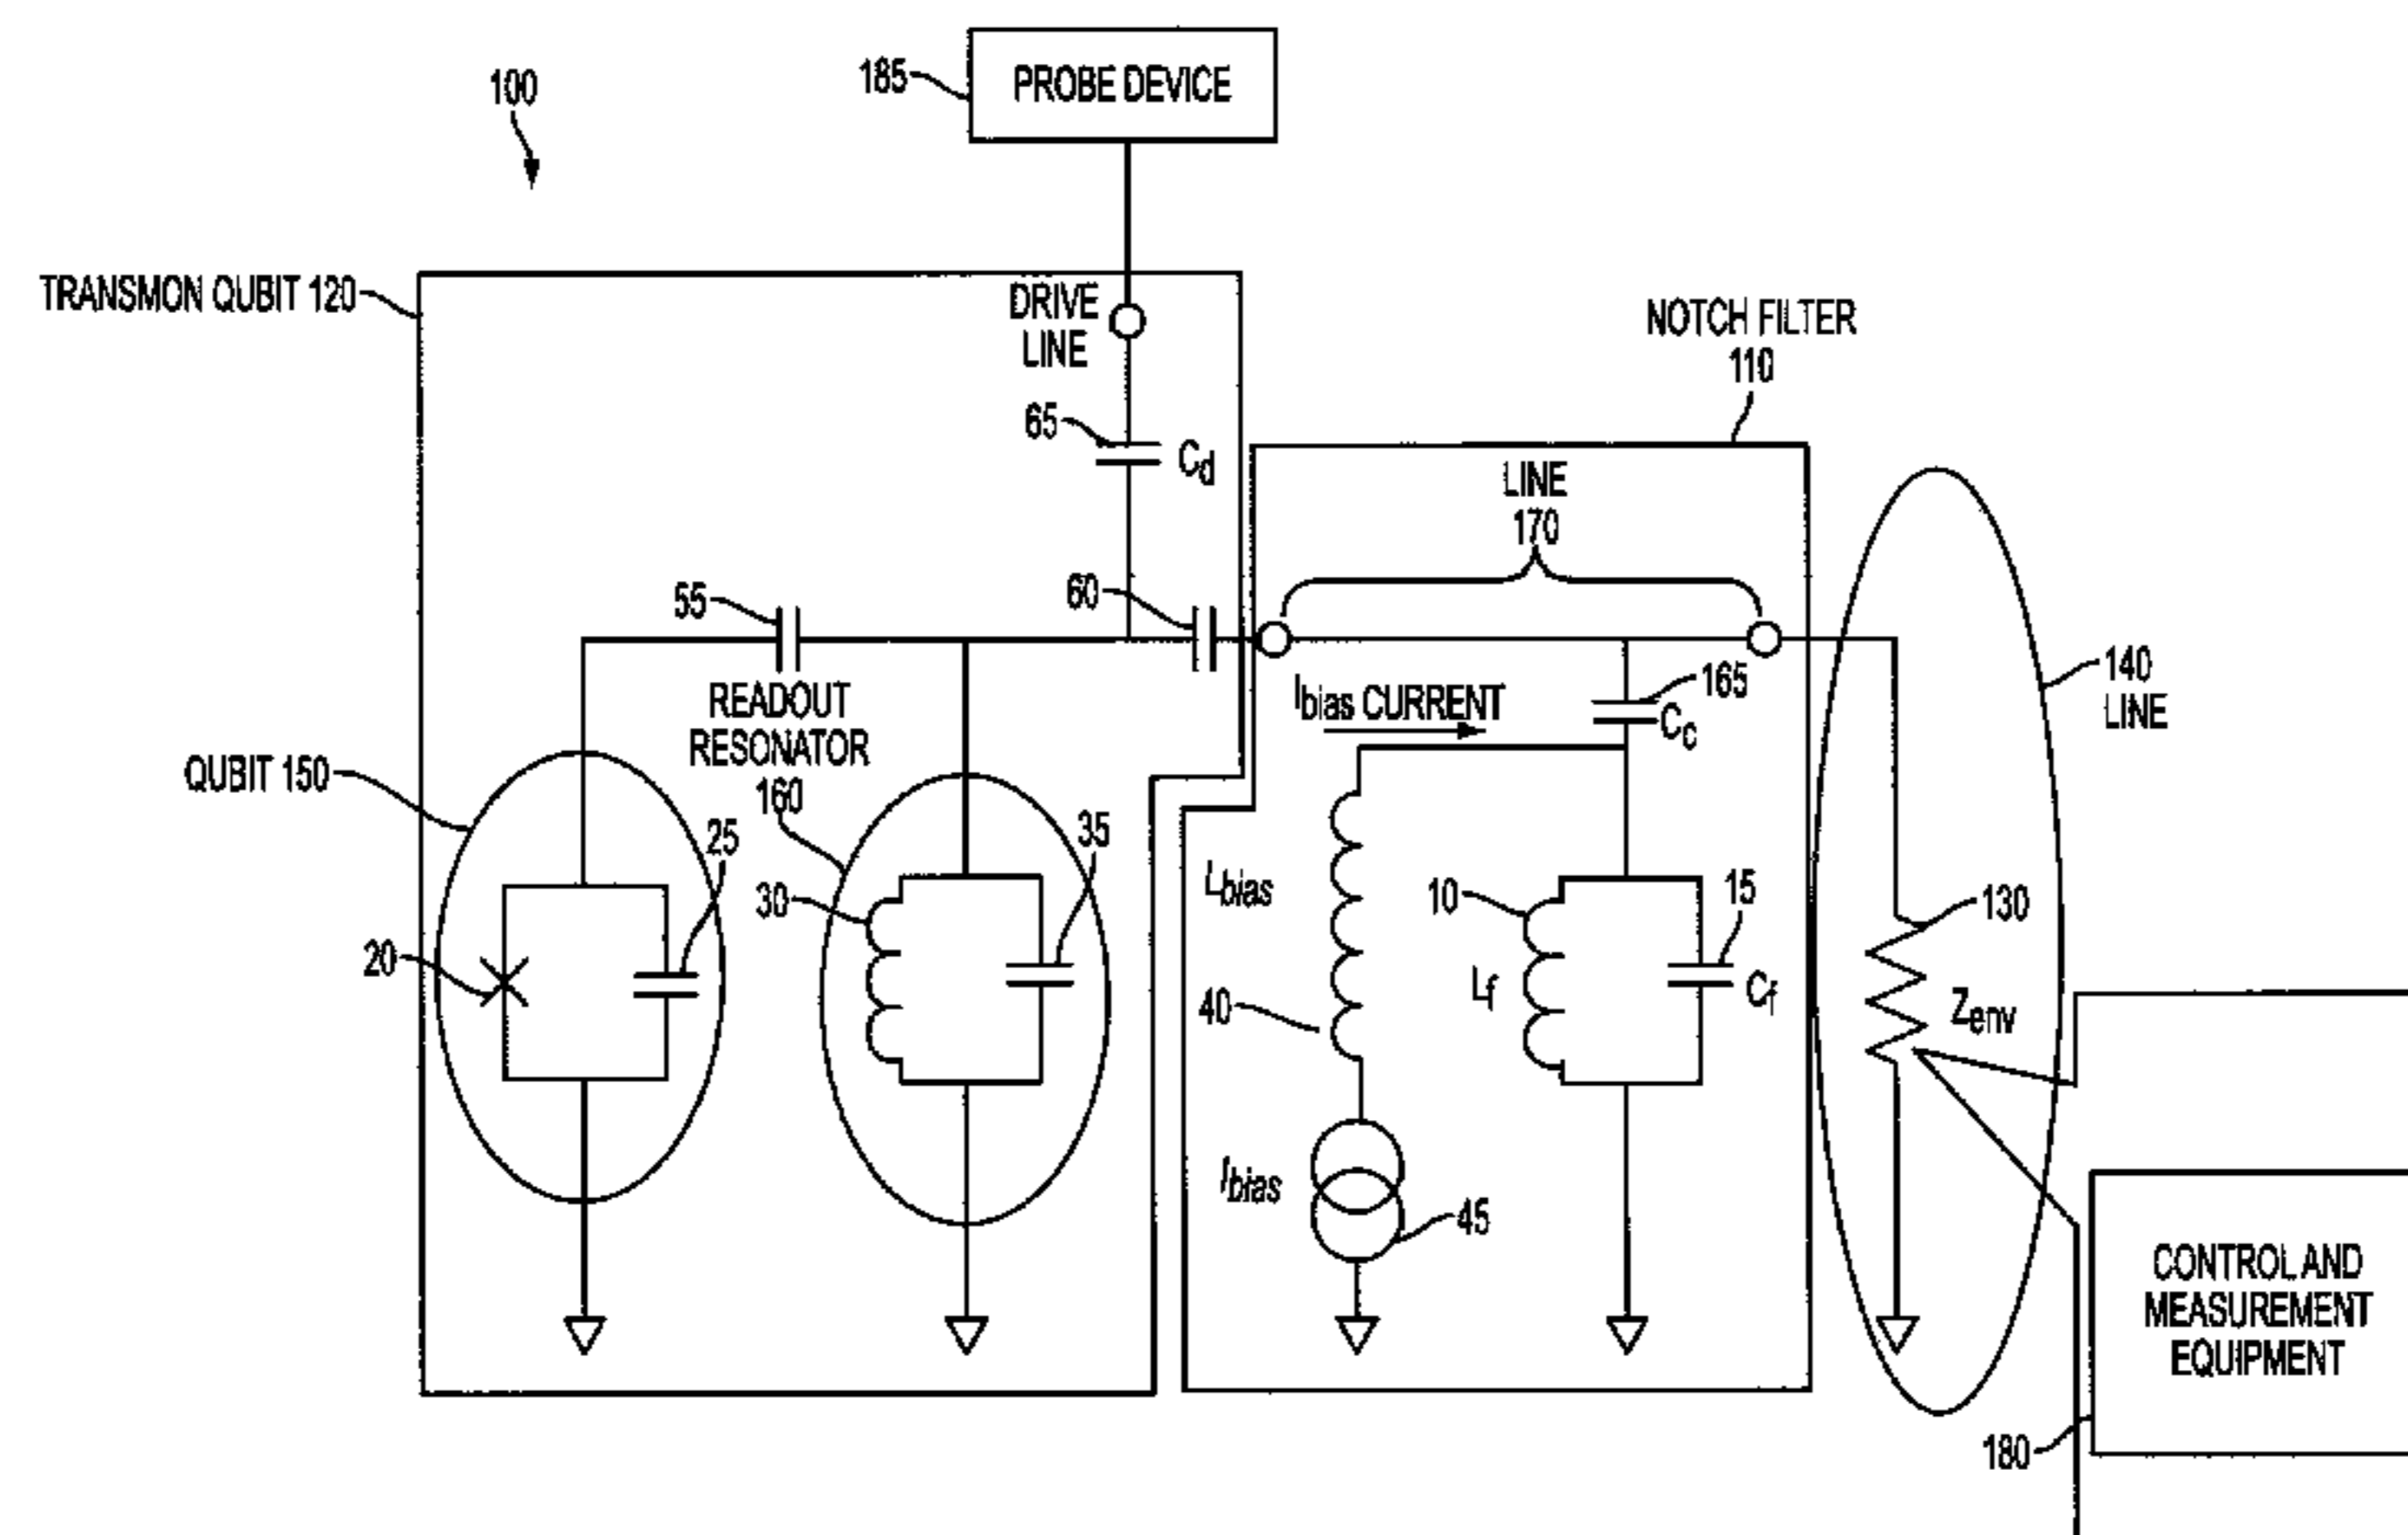 100
185
PROBE DEVICE
TRANSMON QUBIT 120
DRIVE
LINE
NOTCH FILTER
110
65
Cd
LINE
170
55
60
READOUT
RESONATOR
160
Ibias CURRENT
165
Cc
140
LINE
QUBIT 150
25
35
30
20
Lbias
10
15
130
40
Lf
Cf
Zenv
Ibias
45
CONTROL AND
MEASUREMENT
EQUIPMENT
180